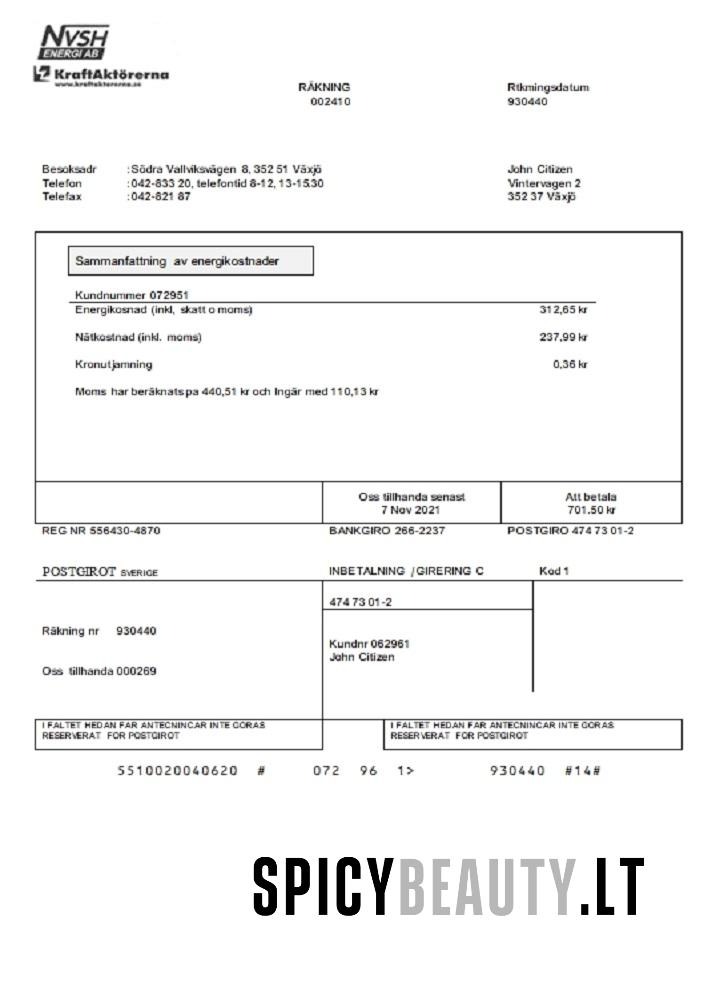 NVSH
ENERGI AB
KraftAktörerna
www.kraftaktorerna.se
RÄKNING
002410
Rtkmingsdatum
930440
Besoksadr :Södra Vallviksvägen 8, 352 51 Växjö
Telefon :042-833 20, telefontid 8-12, 13-1530
Telefax :042-821 87
John Citizen
Vintervagen 2
352 37 Växjö
Sammanfattning av energikostnader
Kundnummer 072951
Energikosnad (inkl, skatt o moms) 312,65 kr
Nätkostnad (inkl. moms) 237,99 kr
Kronutjamning 0,36 kr
Moms har beräknats pa 440,51 kr och Ingär med 110,13 kr
Oss tillhanda senast
7 Nov 2021
Att betala
701.50 kr
REG NR 556430-4870 BANKGIRO 266-2237 POSTGIRO 474 73 01-2
POSTGIROT SVERIGE INBETALNING /GIRERING C Kod 1
474 73 01-2
Räkning nr 930440
Kundnr 062961
John Citizen
Oss tillhanda 000269
I FALTET HEDAN FAR ANTECNINCAR INTE GORAS
RESERVERAT FOR POSTGIROT
I FALTET HEDAN FAR ANTECNINCAR INTE GORAS
RESERVERAT FOR POSTGIROT
5510020040620 # 072 96 1> 930440 #14#
SPICYBEAUTY.LT